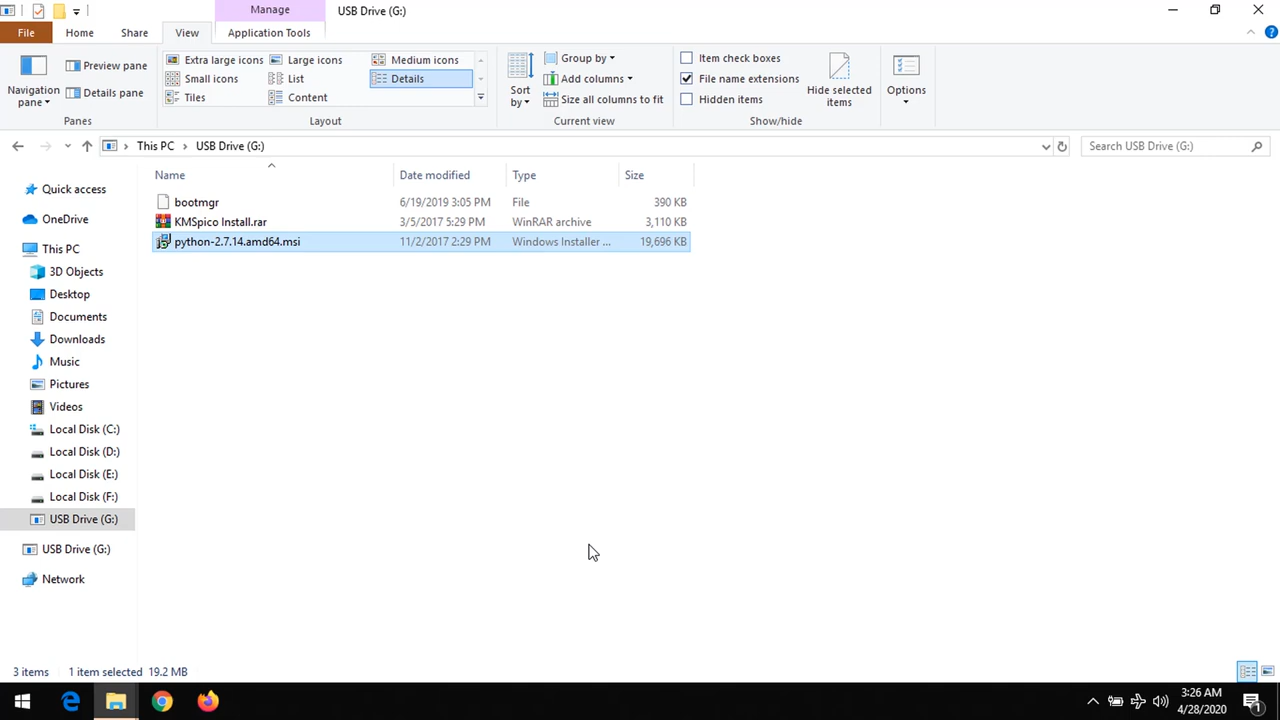 Manage
USB Drive (G:)
File
Home
Share
View
Application Tools
Navigation pane
Preview pane
Details pane
Panes
Extra large icons
Large icons
Medium icons
Small icons
List
Details
Tiles
Content
Layout
Sort by
Group by
Add columns
Size all columns to fit
Current view
Item check boxes
File name extensions
Hidden items
Hide selected items
Show/hide
Options
This PC
USB Drive (G:)
Search USB Drive (G:)
Name
Date modified
Type
Size
bootmgr 6/19/2019 3:05 PM File 390 KB
KMSpico Install.rar 3/5/2017 5:29 PM WinRAR archive 3,110 KB
python-2.7.14.amd64.msi 11/2/2017 2:29 PM Windows Installer ... 19,696 KB
Quick access
OneDrive
This PC
3D Objects
Desktop
Documents
Downloads
Music
Pictures
Videos
Local Disk (C:)
Local Disk (D:)
Local Disk (E:)
Local Disk (F:)
USB Drive (G:)
USB Drive (G:)
Network
3 items
1 item selected 19.2 MB
3:26 AM
4/28/2020
1